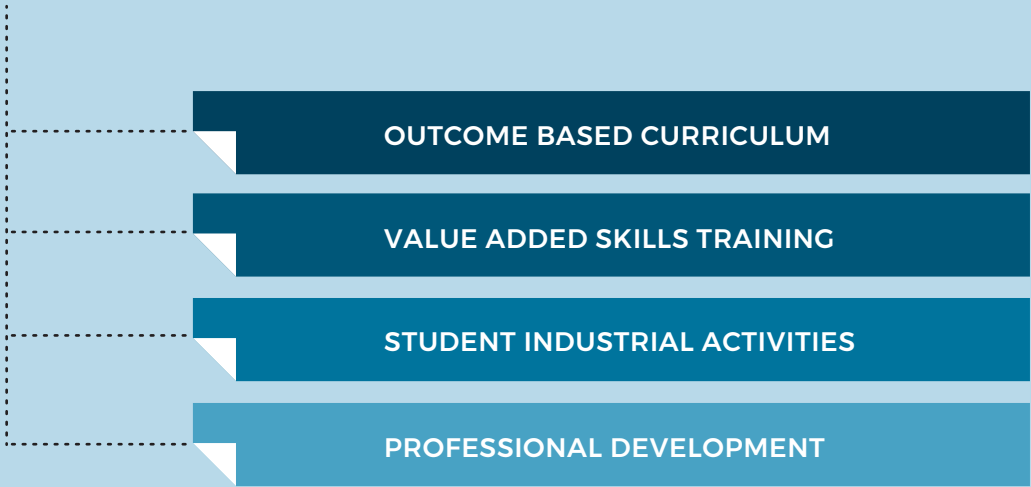 OUTCOME BASED CURRICULUM
VALUE ADDED SKILLS TRAINING
STUDENT INDUSTRIAL ACTIVITIES
PROFESSIONAL DEVELOPMENT